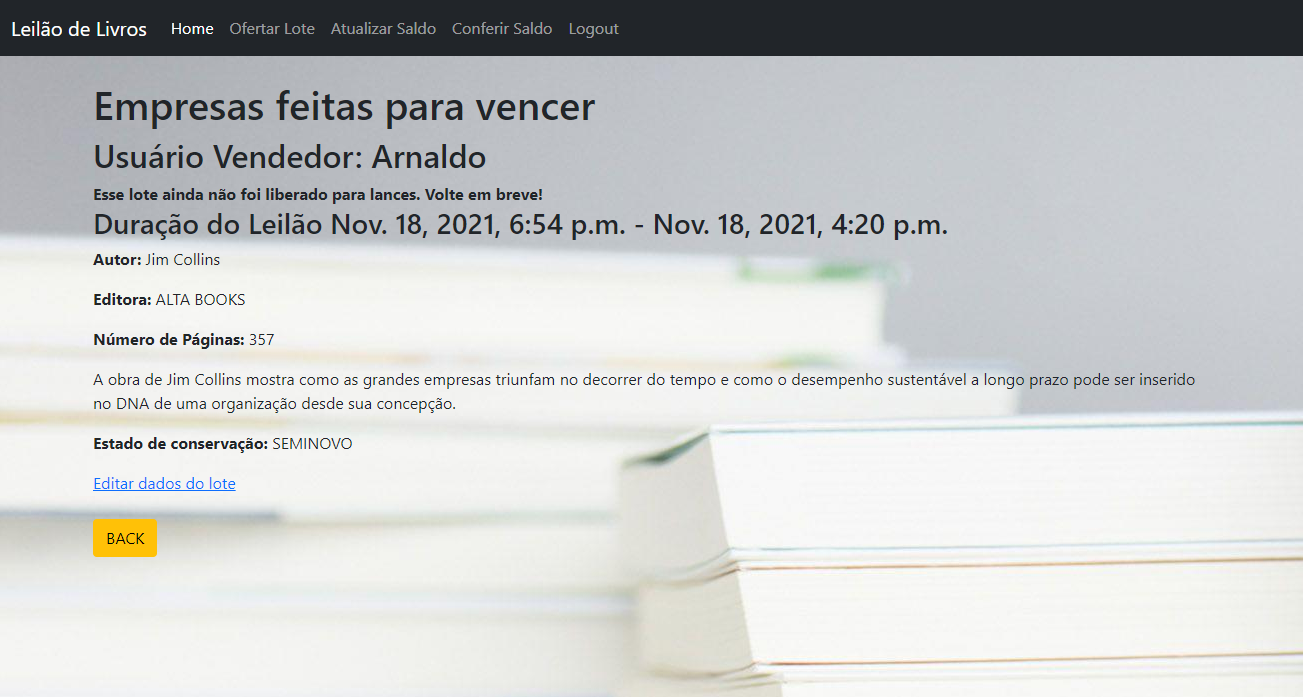 Leilão de Livros Home Ofertar Lote Atualizar Saldo Conferir Saldo Logout
Empresas feitas para vencer
Usuário Vendedor: Arnaldo
Esse lote ainda não foi liberado para lances. Volte em breve!
Duração do Leilão Nov. 18, 2021, 6:54 p.m. - Nov. 18, 2021, 4:20 p.m.
Autor: Jim Collins
Editora: ALTA BOOKS
Número de Páginas: 357
A obra de Jim Collins mostra como as grandes empresas triunfam no decorrer do tempo e como o desempenho sustentável a longo prazo pode ser inserido
no DNA de uma organização desde sua concepção.
Estado de conservação: SEMINOVO
Editar dados do lote
BACK